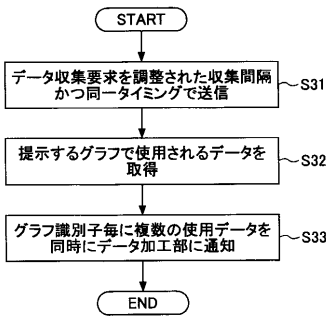 START
データ収集要求を調整された収集間隔
かつ同一タイミングで送信
S31
提示するグラフで使用されるデータを
取得
S32
グラフ識別子毎に複数の使用データを
同時にデータ加工部に通知
S33
END